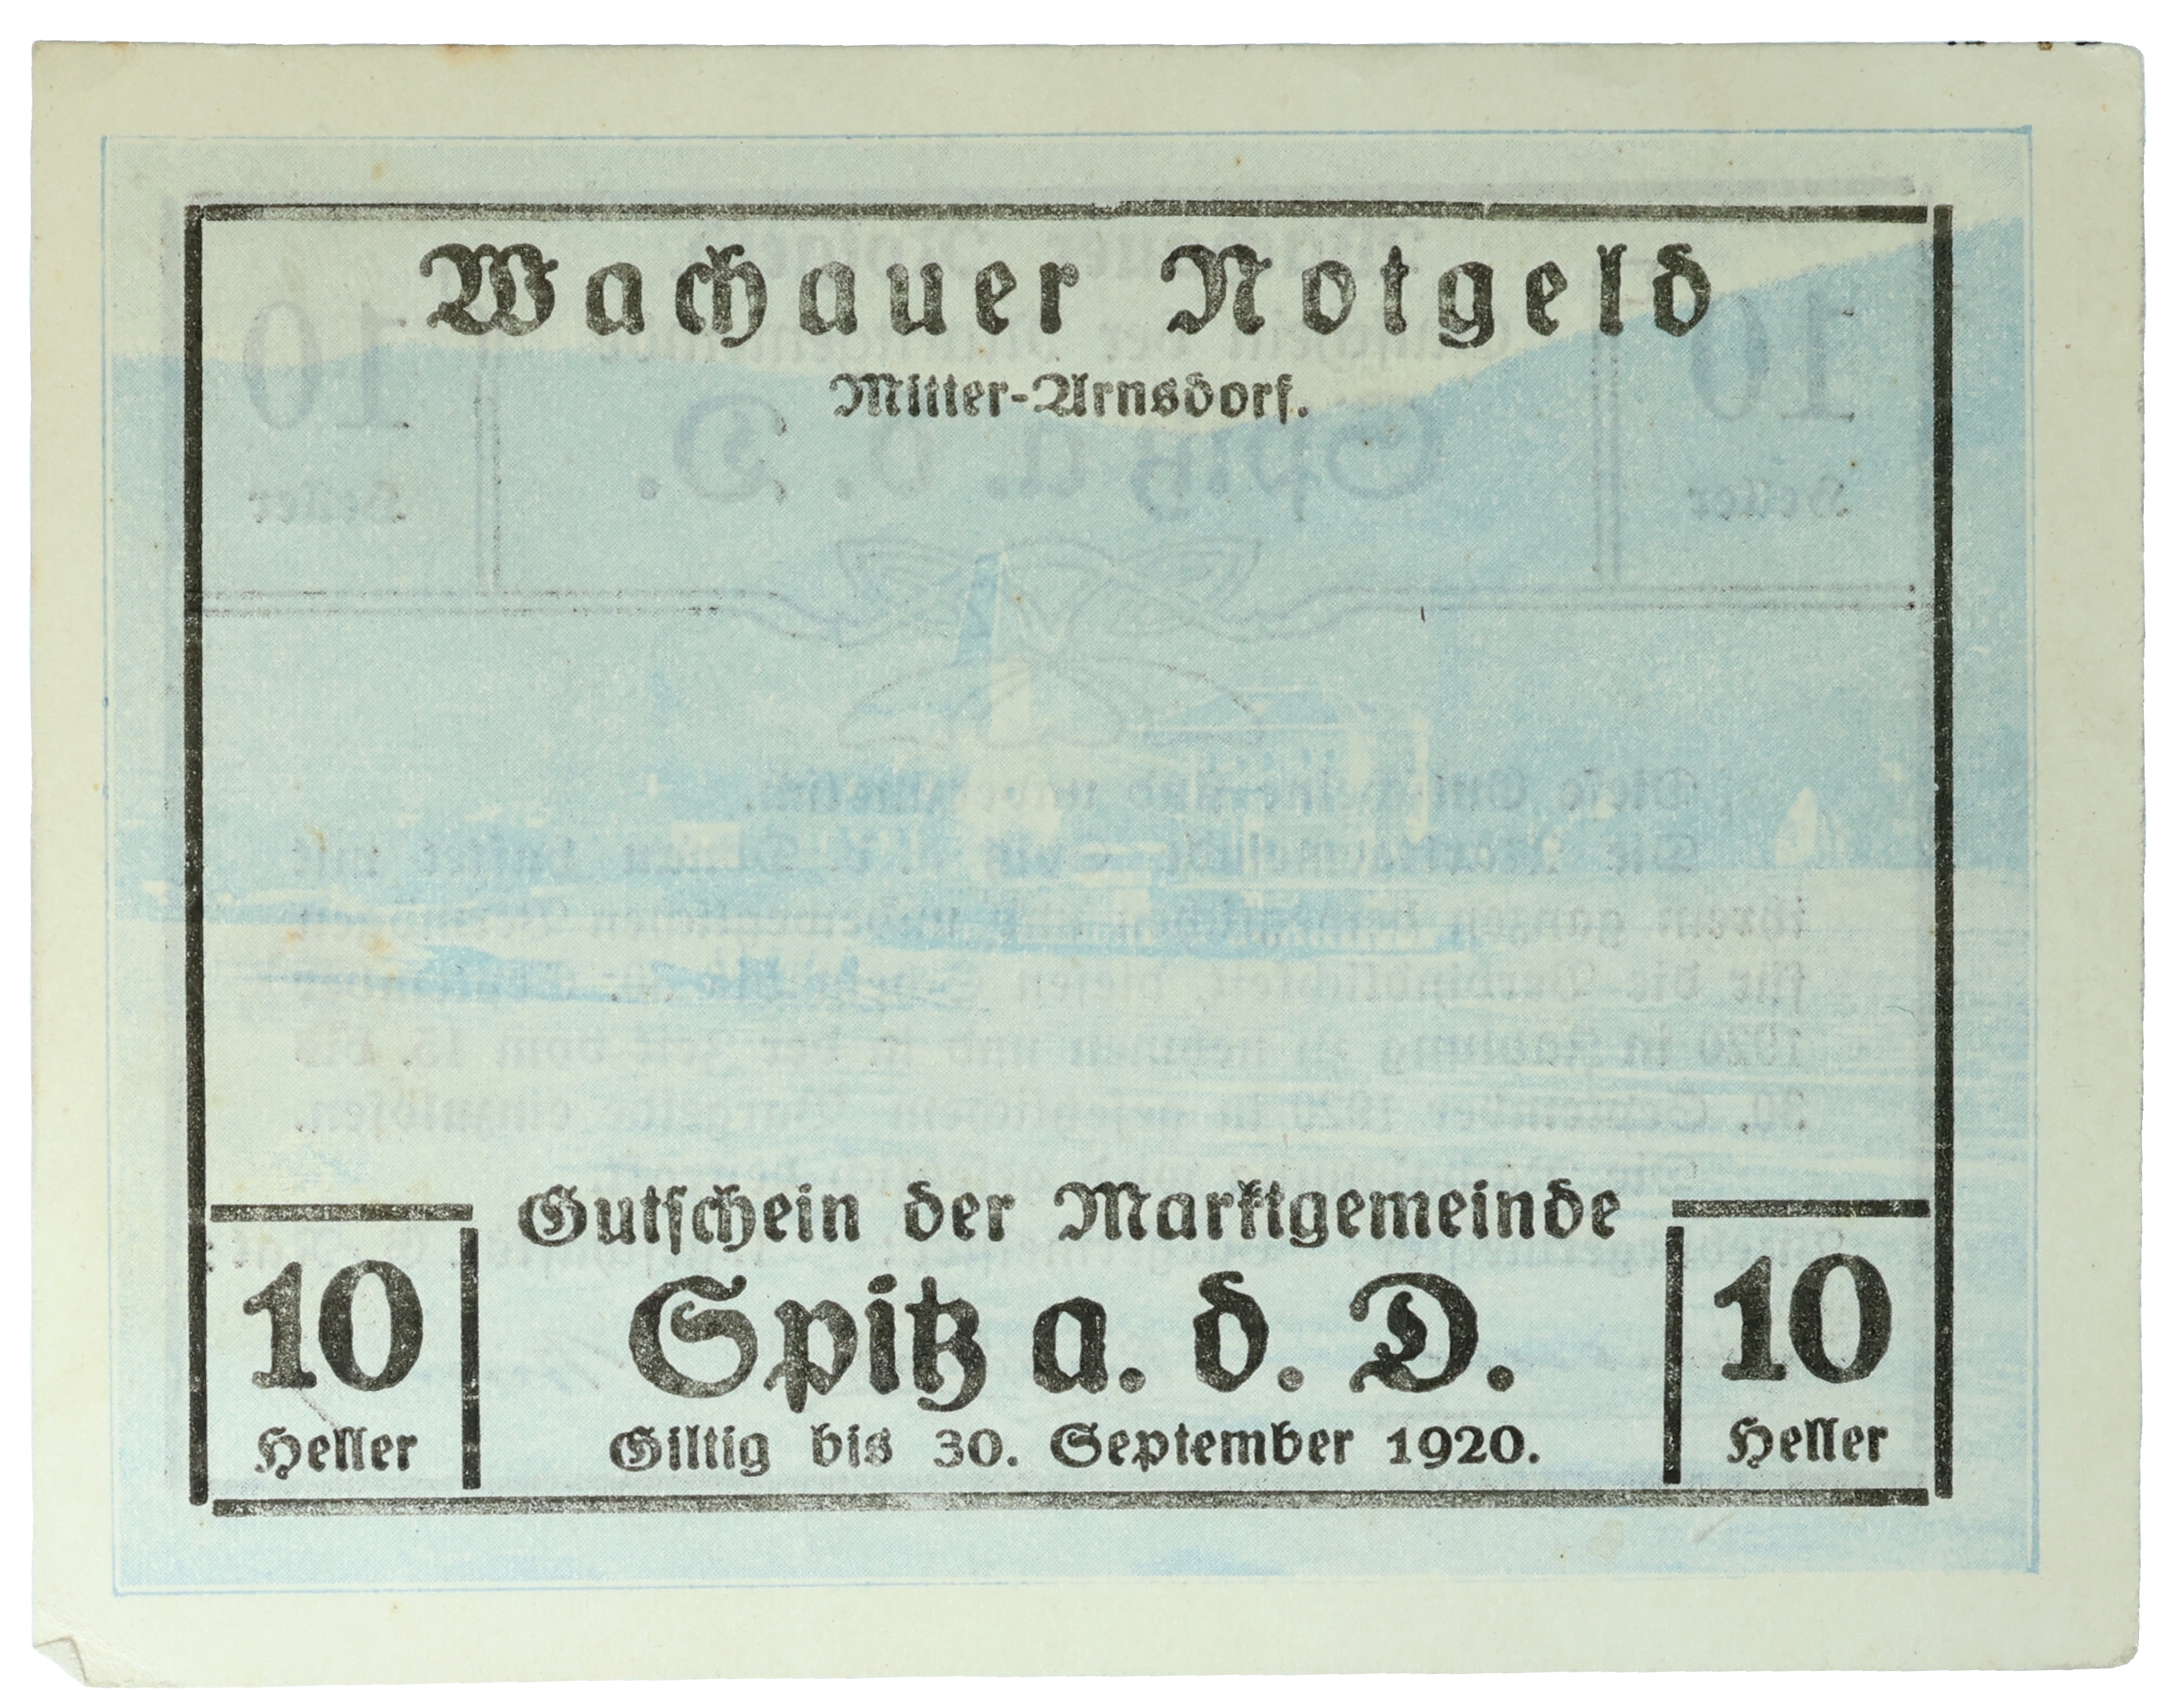 Wachauer Notgeld
Mitter-Arnsdorf.
Gutschein der Marktgemeinde
10 Spitz a. d. D. 10
Heller Giltig bis 30. September 1920. Heller